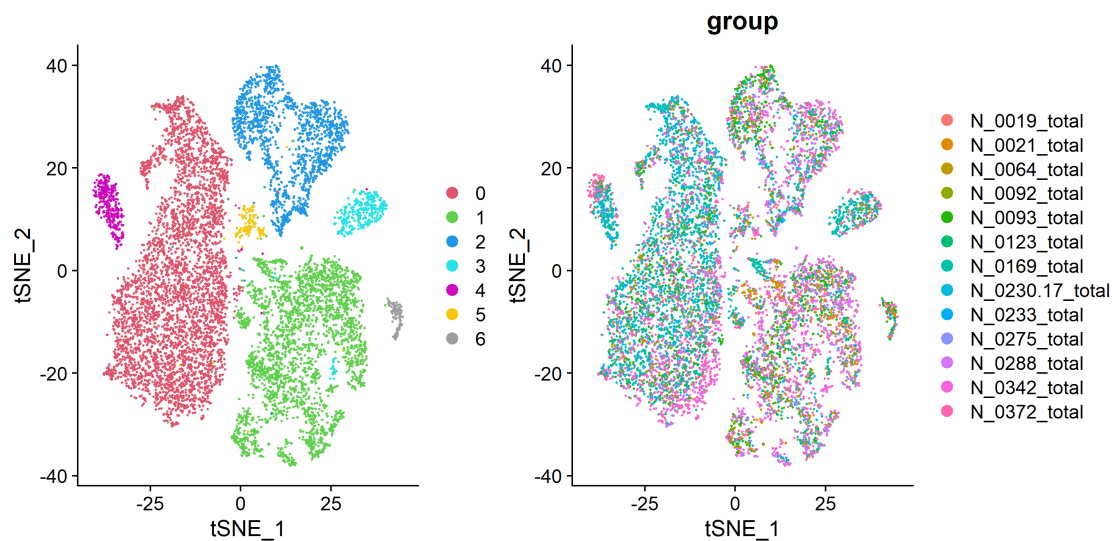 group
tSNE_2
40
20
0
-20
-40
-25
0
25
tSNE_1
0
1
2
3
4
5
6
tSNE_2
40
20
0
-20
-40
-25
0
25
tSNE_1
N_0019_total
N_0021_total
N_0064_total
N_0092_total
N_0093_total
N_0123_total
N_0169_total
N_0230.17_total
N_0233_total
N_0275_total
N_0288_total
N_0342_total
N_0372_total